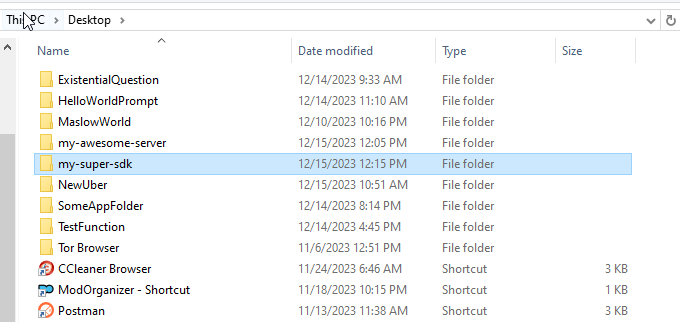 This PC > Desktop >
Name Date modified Type Size
ExistentialQuestion 12/14/2023 9:33 AM File folder
HelloWorldPrompt 12/14/2023 11:10 AM File folder
MaslowWorld 12/10/2023 10:16 PM File folder
my-awesome-server 12/15/2023 12:05 PM File folder
my-super-sdk 12/15/2023 12:15 PM File folder
NewUber 12/15/2023 10:51 AM File folder
SomeAppFolder 12/14/2023 8:14 PM File folder
TestFunction 12/14/2023 4:45 PM File folder
Tor Browser 11/6/2023 12:51 PM File folder
CCleaner Browser 11/24/2023 6:46 AM Shortcut 3 KB
ModOrganizer - Shortcut 11/18/2023 10:15 PM Shortcut 1 KB
Postman 11/13/2023 11:38 AM Shortcut 3 KB